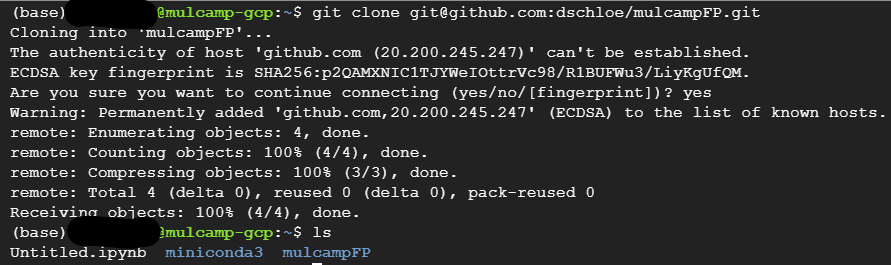 (base) @mulcamp-gcp:~$ git clone git@github.com:dschloe/mulcampFP.git
Cloning into 'mulcampFP'...
The authenticity of host 'github.com (20.200.245.247)' can't be established.
ECDSA key fingerprint is SHA256:p2QAMXNIC1TJYWeIOttrVc98/R1BUFWu3/LiyKgUfQM.
Are you sure you want to continue connecting (yes/no/[fingerprint])? yes
Warning: Permanently added 'github.com,20.200.245.247' (ECDSA) to the list of known hosts.
remote: Enumerating objects: 4, done.
remote: Counting objects: 100% (4/4), done.
remote: Compressing objects: 100% (3/3), done.
remote: Total 4 (delta 0), reused 0 (delta 0), pack-reused 0
Receiving objects: 100% (4/4), done.
(base) @mulcamp-gcp:~$ ls
Untitled.ipynb miniconda3 mulcampFP